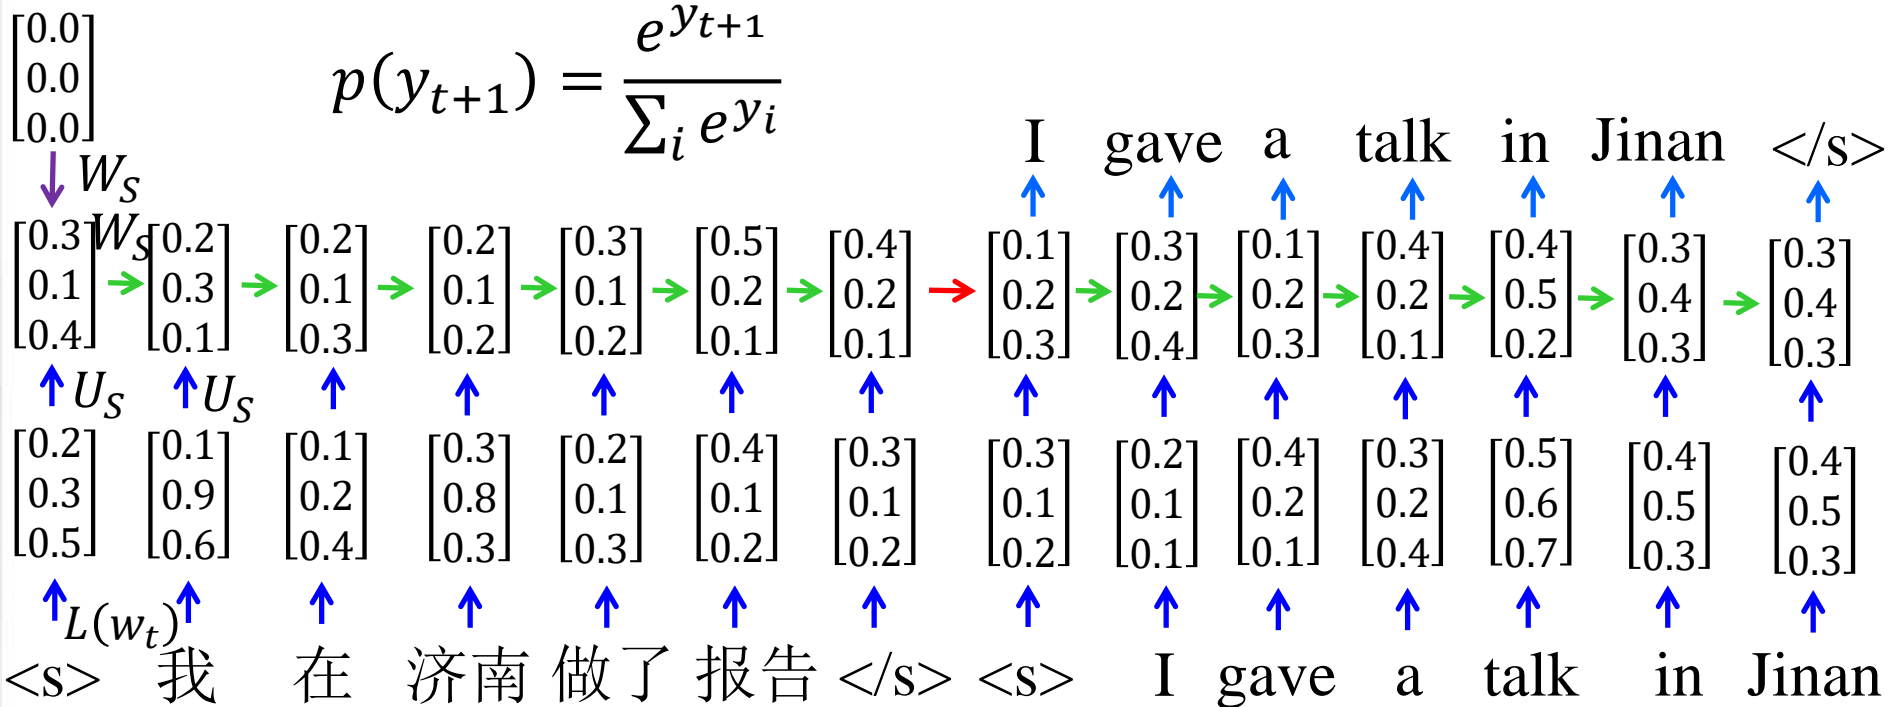 [0.0 0.0 0.0]
p(y_{t+1}) = e^{y_{t+1}} / ∑_i e^{y_i}
I gave a talk in Jinan </s>
W_S
W_S
[0.3 0.1 0.4] [0.2 0.3 0.1] [0.2 0.1 0.3] [0.2 0.1 0.2] [0.3 0.1 0.2] [0.5 0.2 0.1] [0.4 0.2 0.1] [0.1 0.2 0.3] [0.3 0.2 0.4] [0.1 0.2 0.3] [0.4 0.2 0.1] [0.4 0.5 0.2] [0.3 0.4 0.3] [0.3 0.4 0.3]
U_S U_S
[0.2 0.3 0.5] [0.1 0.9 0.6] [0.1 0.2 0.4] [0.3 0.8 0.3] [0.2 0.1 0.3] [0.4 0.1 0.2] [0.3 0.1 0.2] [0.3 0.1 0.2] [0.2 0.1 0.1] [0.4 0.2 0.1] [0.3 0.2 0.4] [0.5 0.6 0.7] [0.4 0.5 0.3] [0.4 0.5 0.3]
L(w_t)
<s> 我 在 济南 做了 报告 </s> <s> I gave a talk in Jinan